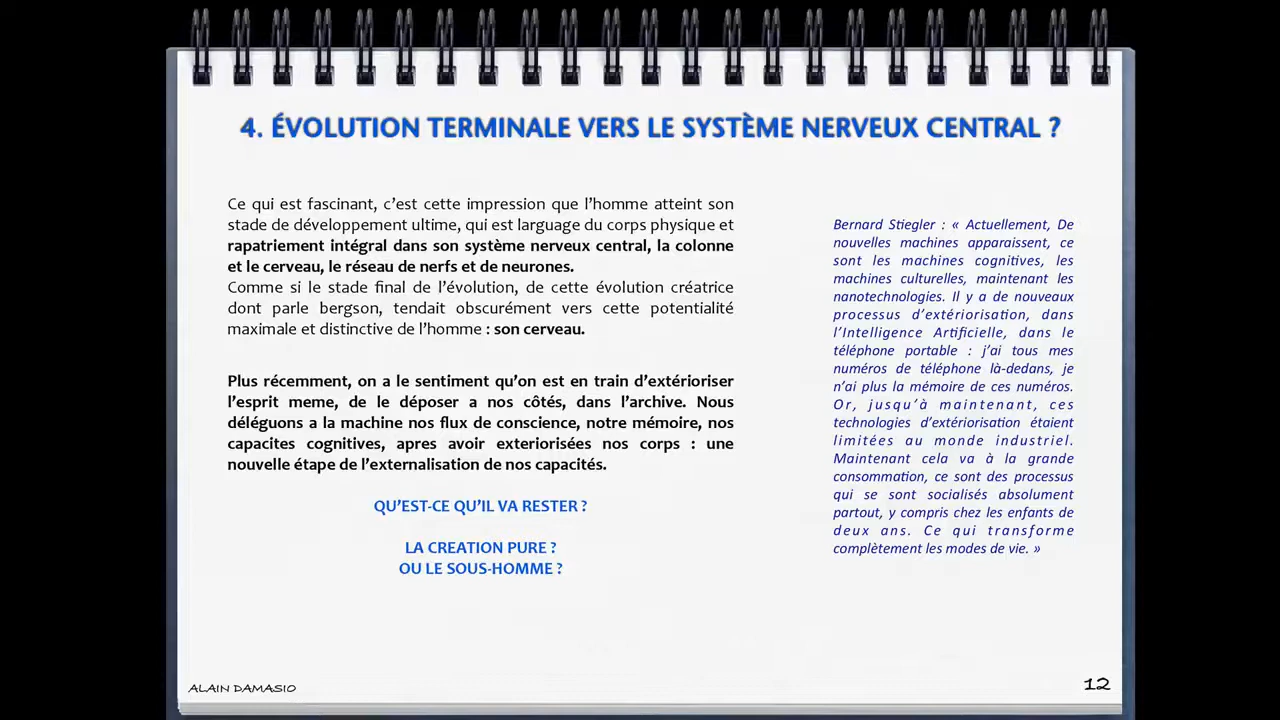 4. ÉVOLUTION TERMINALE VERS LE SYSTÈME NERVEUX CENTRAL ?
Ce qui est fascinant, c’est cette impression que l’homme atteint son
stade de développement ultime, qui est larguage du corps physique et
rapatriement intégral dans son système nerveux central, la colonne
et le cerveau, le réseau de nerfs et de neurones.
Comme si le stade final de l’évolution, de cette évolution créatrice
dont parle bergson, tendait obscurément vers cette potentialité
maximale et distinctive de l’homme : son cerveau.
Plus récemment, on a le sentiment qu’on est en train d’extérioriser
l’esprit meme, de le déposer a nos côtés, dans l’archive. Nous
déléguons a la machine nos flux de conscience, notre mémoire, nos
capacites cognitives, apres avoir exteriorisées nos corps : une
nouvelle étape de l’externalisation de nos capacités.
QU’EST-CE QU’IL VA RESTER ?
LA CREATION PURE ?
OU LE SOUS-HOMME ?
Bernard Stiegler : « Actuellement, De
nouvelles machines apparaissent, ce
sont les machines cognitives, les
machines culturelles, maintenant les
nanotechnologies. Il y a de nouveaux
processus d’extériorisation, dans
l’Intelligence Artificielle, dans le
téléphone portable : j’ai tous mes
numéros de téléphone là-dedans, je
n’ai plus la mémoire de ces numéros.
Or, jusqu’à maintenant, ces
technologies d’extériorisation étaient
limitées au monde industriel.
Maintenant cela va à la grande
consommation, ce sont des processus
qui se sont socialisés absolument
partout, y compris chez les enfants de
deux ans. Ce qui transforme
complètement les modes de vie. »
ALAIN DAMASIO
12